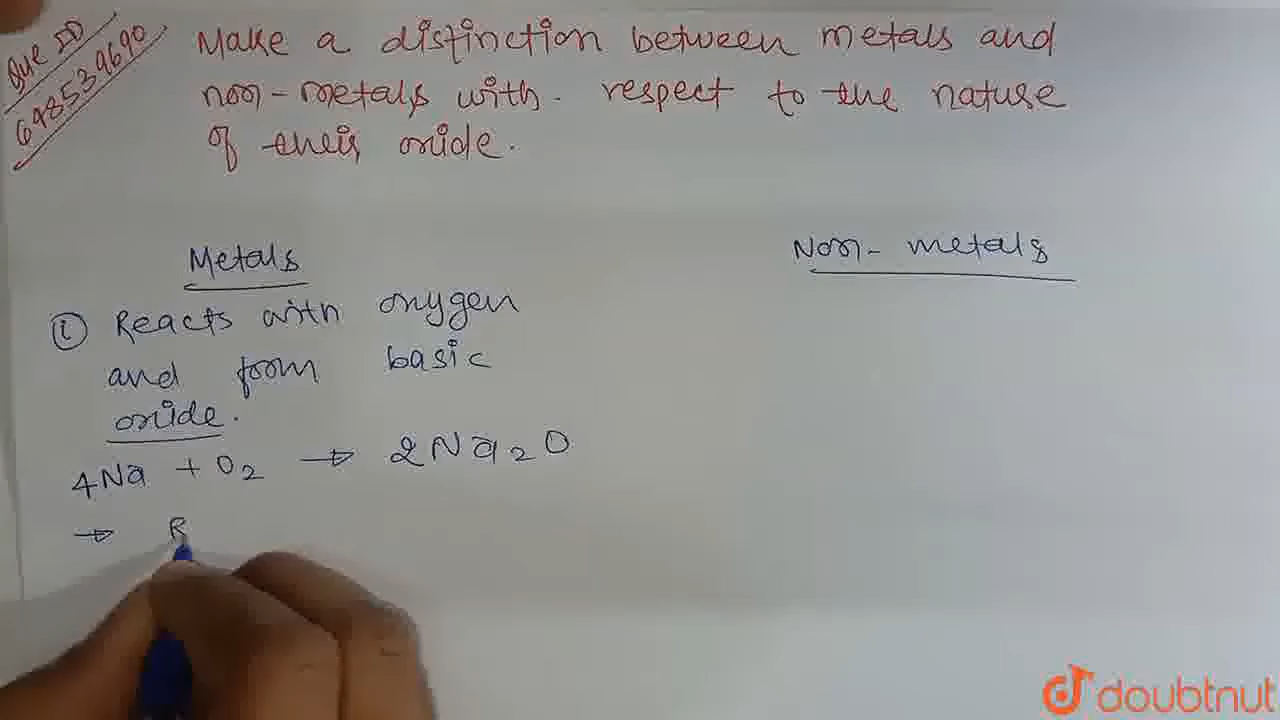 Que ID
648539690
Make a distinction between metals and
non-metals with. respect to the nature
of their oxide.
Metals
Non-metals
(i) Reacts with oxygen
and form basic
oxide.
4Na + O₂ → 2Na₂O
→ R
doubtnut